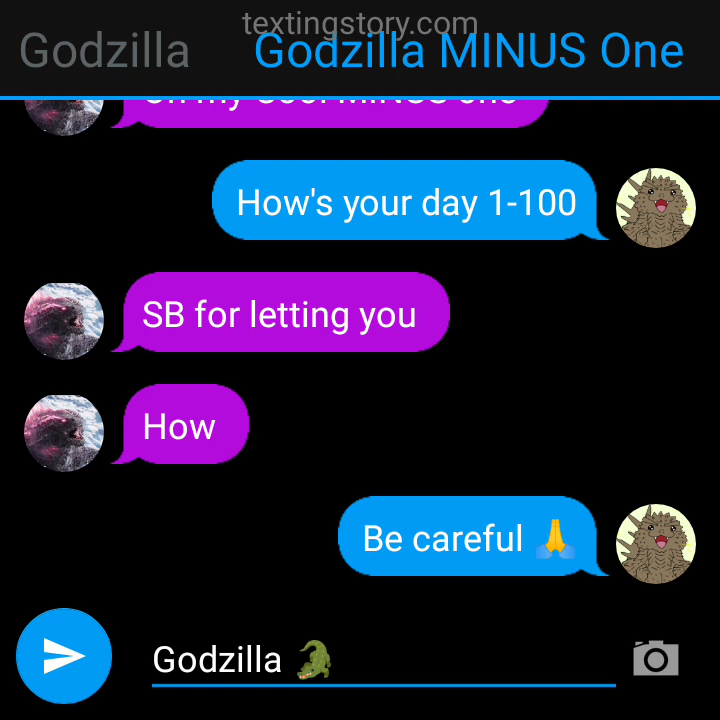 textingstory.com
Godzilla Godzilla MINUS One
How's your day 1-100
SB for letting you
How
Be careful 🙏
Godzilla 🐊